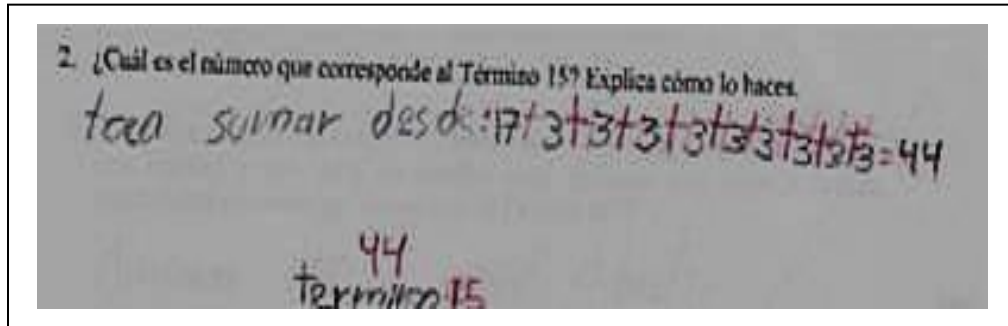 2. ¿Cuál es el número que corresponde al Término 15? Explica cómo lo haces.
toca sumar desde:17+3+3+3+3+3+3+3+3+3=44
44
termino 15